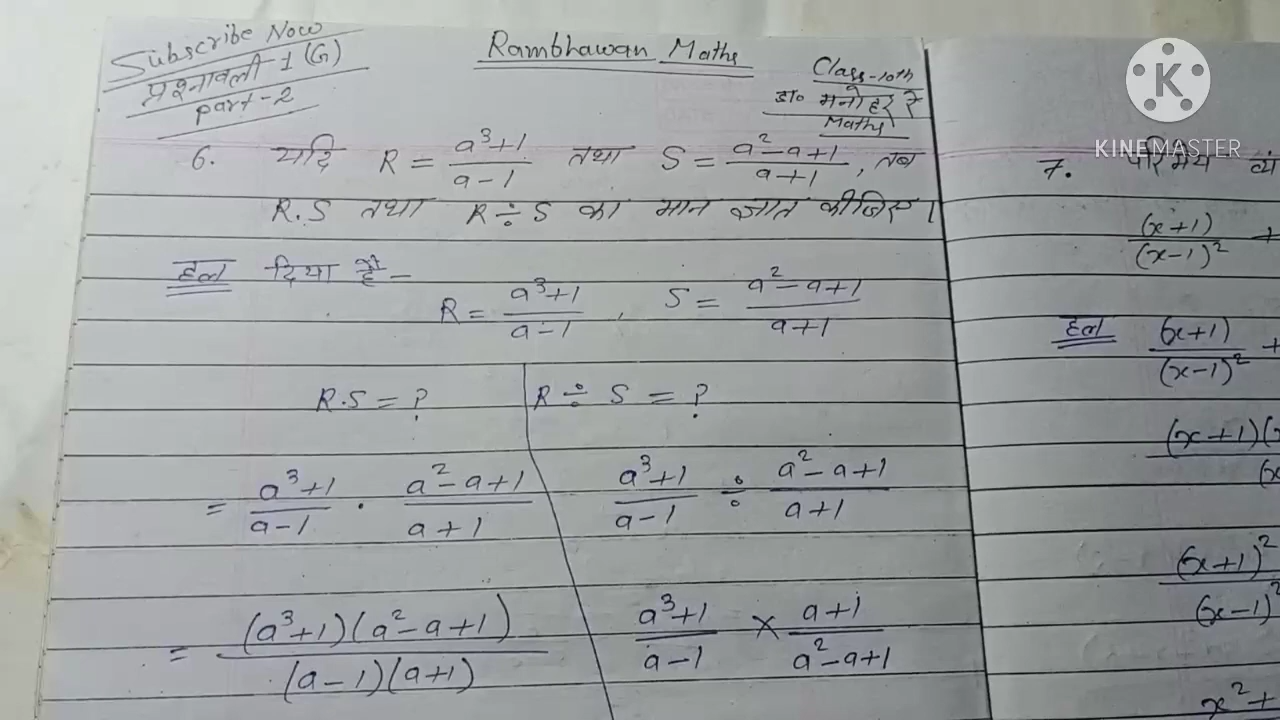 Subscribe Now
प्रश्नावली 1 (G)
part-2
Rambhawan Maths
Class-10th
डा० मनोहर रे
Maths
K
KINEMASTER
6. यदि R = (a³+1)/(a-1) तथा S = (a²-a+1)/(a+1), तब
R.S तथा R÷S का मान ज्ञात कीजिए।
हल दिया है-
R = (a³+1)/(a-1), S = (a²-a+1)/(a+1)
R.S = ?
= (a³+1)/(a-1) · (a²-a+1)/(a+1)
= (a³+1)(a²-a+1)/(a-1)(a+1)
R ÷ S = ?
(a³+1)/(a-1) ÷ (a²-a+1)/(a+1)
(a³+1)/(a-1) × (a+1)/(a²-a+1)
7. परिमेय
(x+1)/(x-1)² +
हल (x+1)/(x-1)² +
(x+1)(
(x+1)²/(x-1)²
x²+